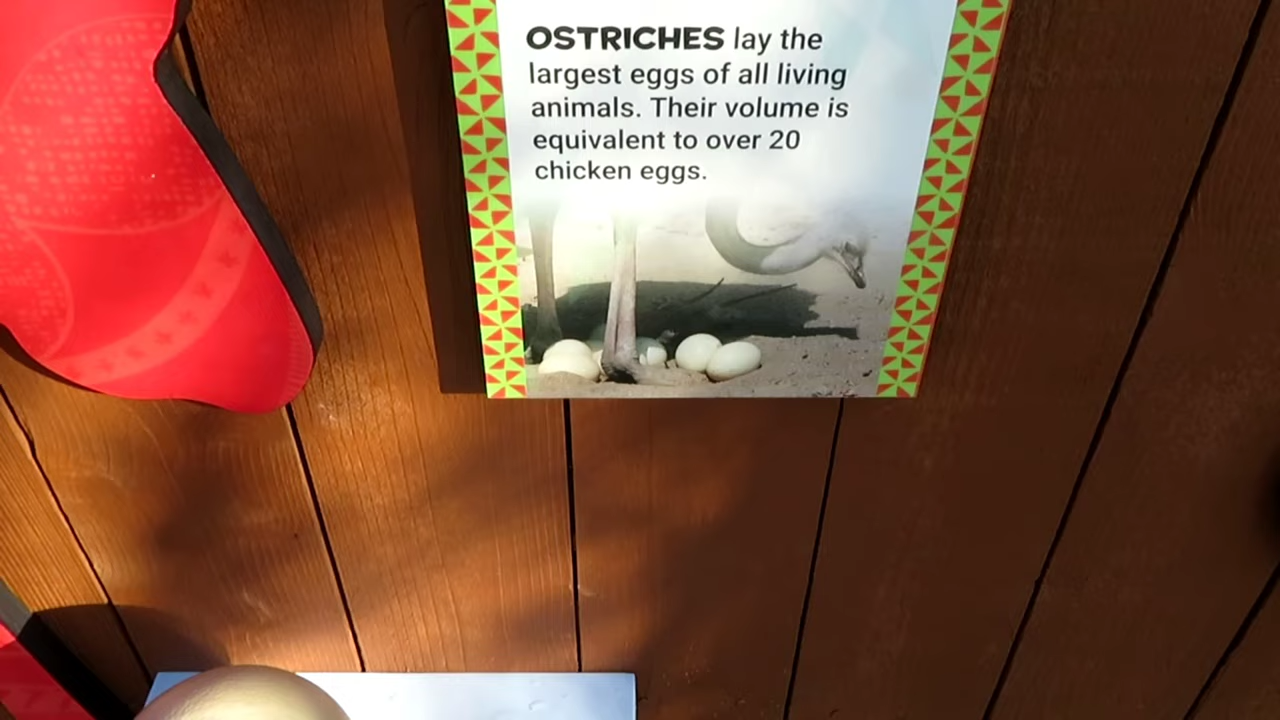 OSTRICHES lay the
largest eggs of all living
animals. Their volume is
equivalent to over 20
chicken eggs.